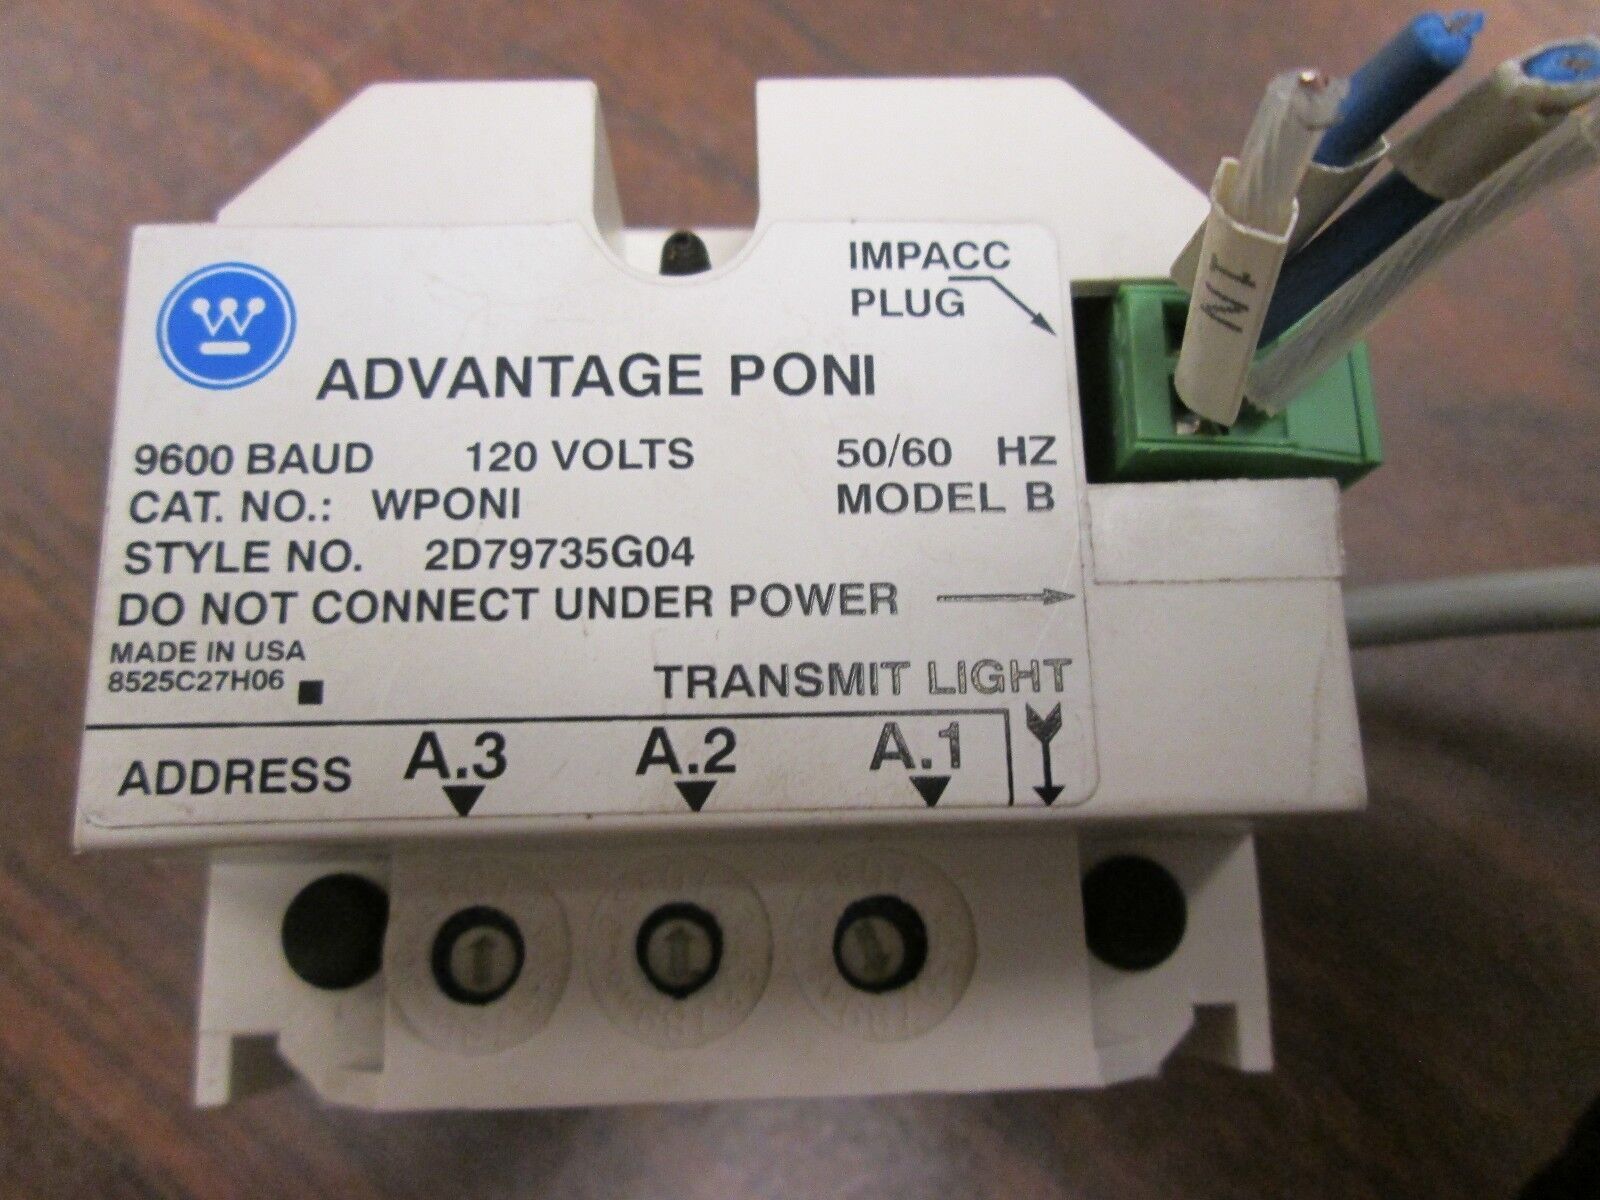 IMPACC
PLUG
W
ADVANTAGE PONI
9600 BAUD 120 VOLTS 50/60 HZ
CAT. NO.: WPONI MODEL B
STYLE NO. 2D79735G04
DO NOT CONNECT UNDER POWER
MADE IN USA
8525C27H06
TRANSMIT LIGHT
ADDRESS A.3 A.2 A.1